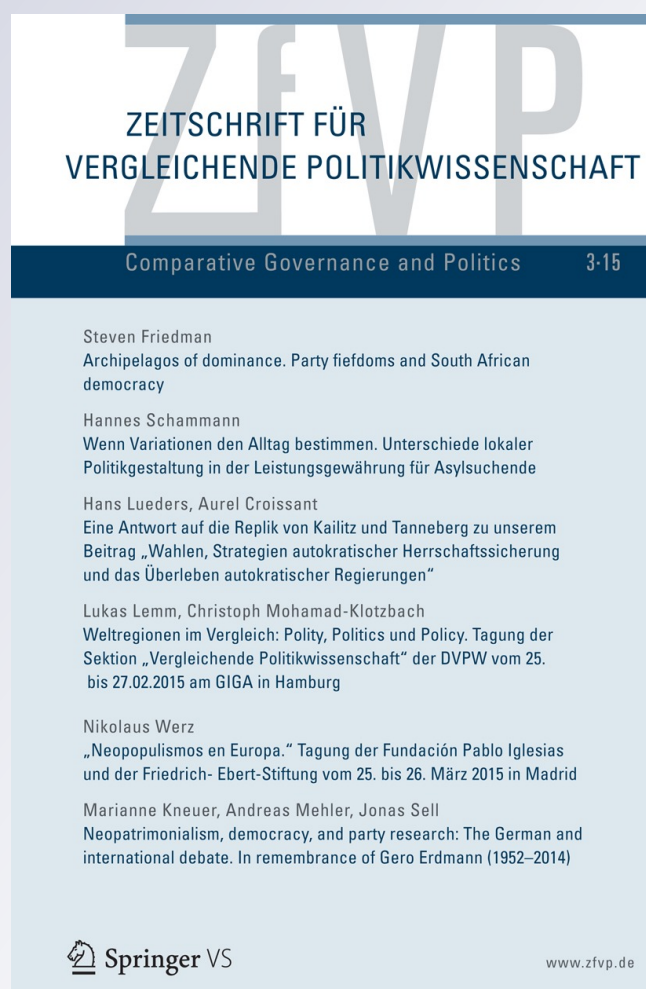 ZfVP
ZEITSCHRIFT FÜR
VERGLEICHENDE POLITIKWISSENSCHAFT
Comparative Governance and Politics 3·15
Steven Friedman
Archipelagos of dominance. Party fiefdoms and South African
democracy
Hannes Schammann
Wenn Variationen den Alltag bestimmen. Unterschiede lokaler
Politikgestaltung in der Leistungsgewährung für Asylsuchende
Hans Lueders, Aurel Croissant
Eine Antwort auf die Replik von Kailitz und Tanneberg zu unserem
Beitrag „Wahlen, Strategien autokratischer Herrschaftssicherung
und das Überleben autokratischer Regierungen“
Lukas Lemm, Christoph Mohamad-Klotzbach
Weltregionen im Vergleich: Polity, Politics und Policy. Tagung der
Sektion „Vergleichende Politikwissenschaft“ der DVPW vom 25.
bis 27.02.2015 am GIGA in Hamburg
Nikolaus Werz
„Neopopulismos en Europa.“ Tagung der Fundación Pablo Iglesias
und der Friedrich- Ebert-Stiftung vom 25. bis 26. März 2015 in Madrid
Marianne Kneuer, Andreas Mehler, Jonas Sell
Neopatrimonialism, democracy, and party research: The German and
international debate. In remembrance of Gero Erdmann (1952–2014)
Springer VS
www.zfvp.de